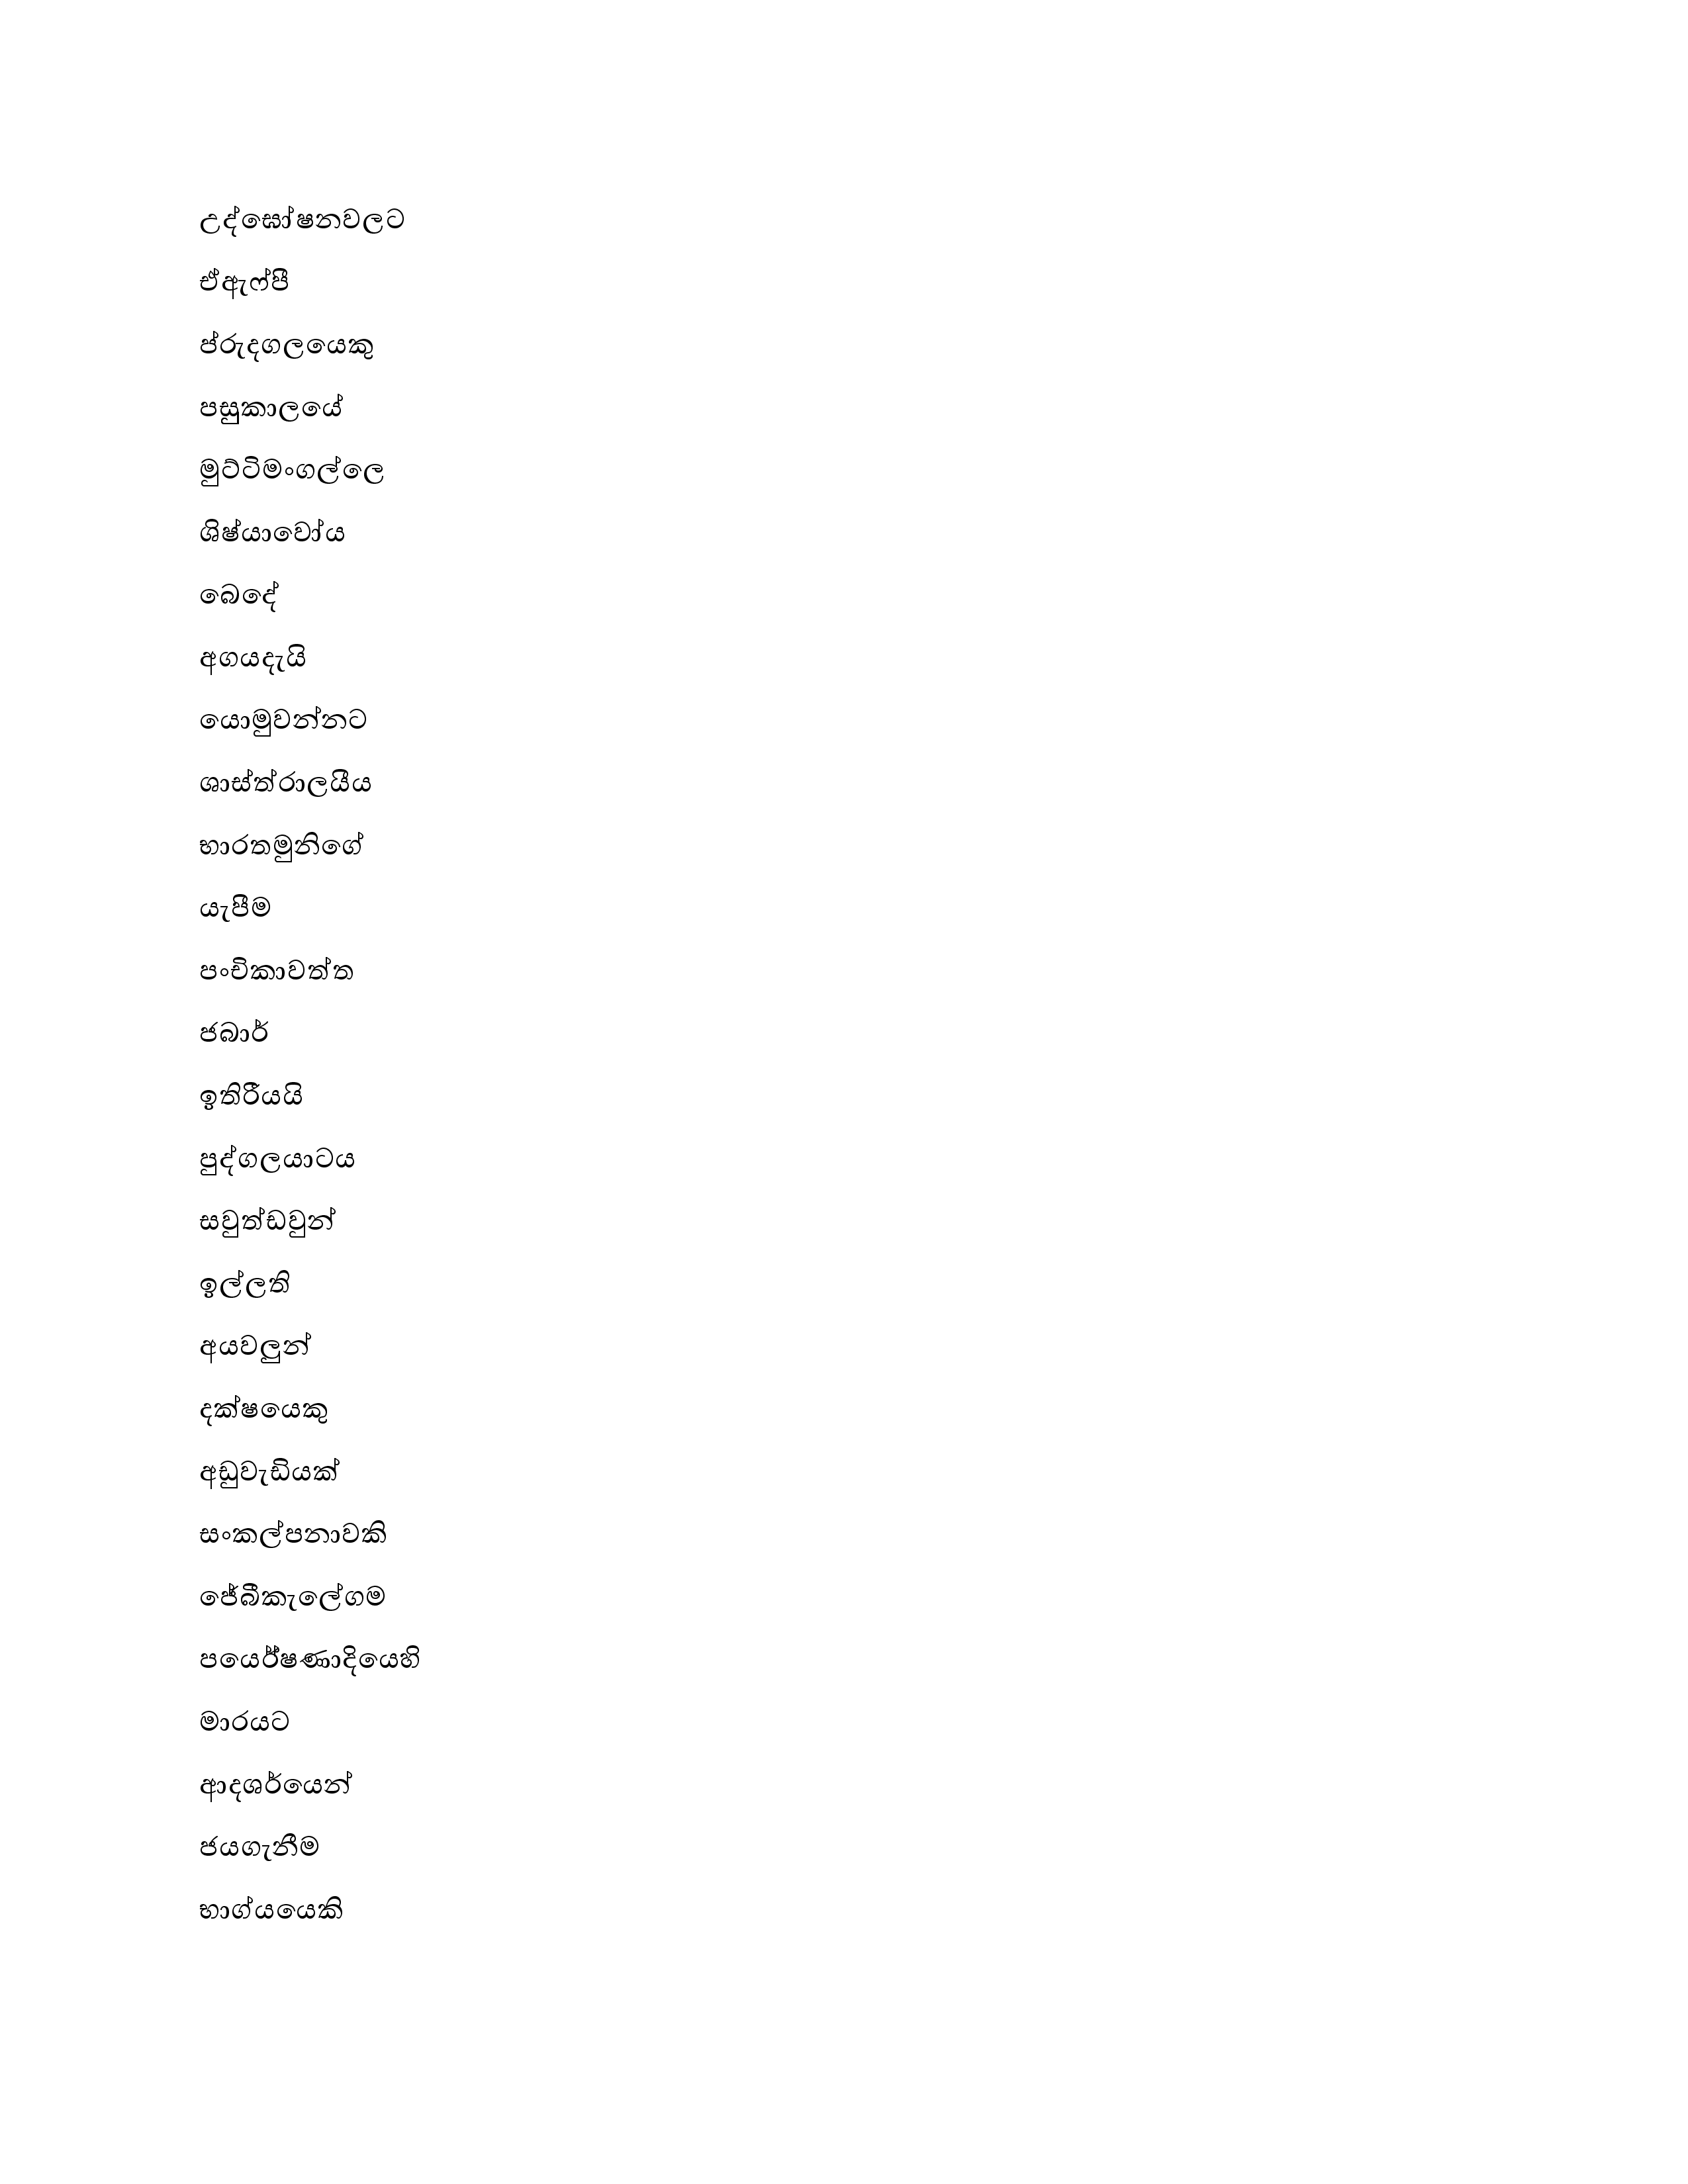 උද්ඝෝෂනවලට
ඒඇෆ්පී
ප්රුදගලයෙකු
පසුකාලයේ
මුට්ටිමංගල්ලෙ
ශිෂ්යාවෝය
බෙදේ
අගයදැයි
යොමුවන්නට
ශාස්ත්රාලයීය
භාරතමුනිගේ
යැපීම
පංචිකාවත්ත
ජබාර්
ඉතිරීයයි
පුද්ගලයාටය
සවුත්ඩවුන්
ඉල්ලති
අයවලුන්
දක්ෂයෙකු
අඩුවැඩියක්
සංකල්පනාවකි
ජේබීකැලේගම
පයෙර්ෂණාදියෙහි
මාරයට
ආදශර්යෙන්
ජයගැනීම
භාග්යයෙකි